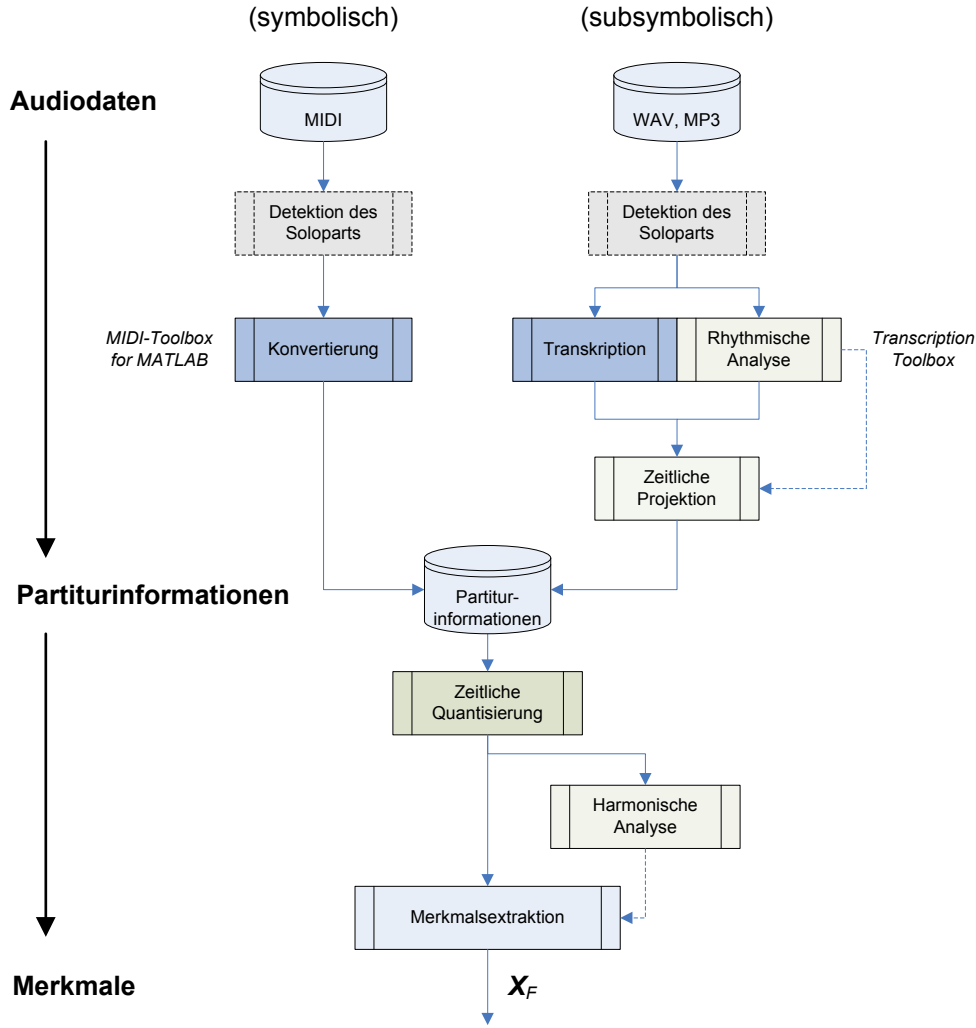 (symbolisch)
(subsymbolisch)
Audiodaten
MIDI
WAV, MP3
Detektion des
Soloparts
Detektion des
Soloparts
MIDI-Toolbox
for MATLAB
Konvertierung
Transkription
Rhythmische
Analyse
Transcription
Toolbox
Zeitliche
Projektion
Partiturinformationen
Partitur-
informationen
Zeitliche
Quantisierung
Harmonische
Analyse
Merkmalsextraktion
Merkmale
X_F